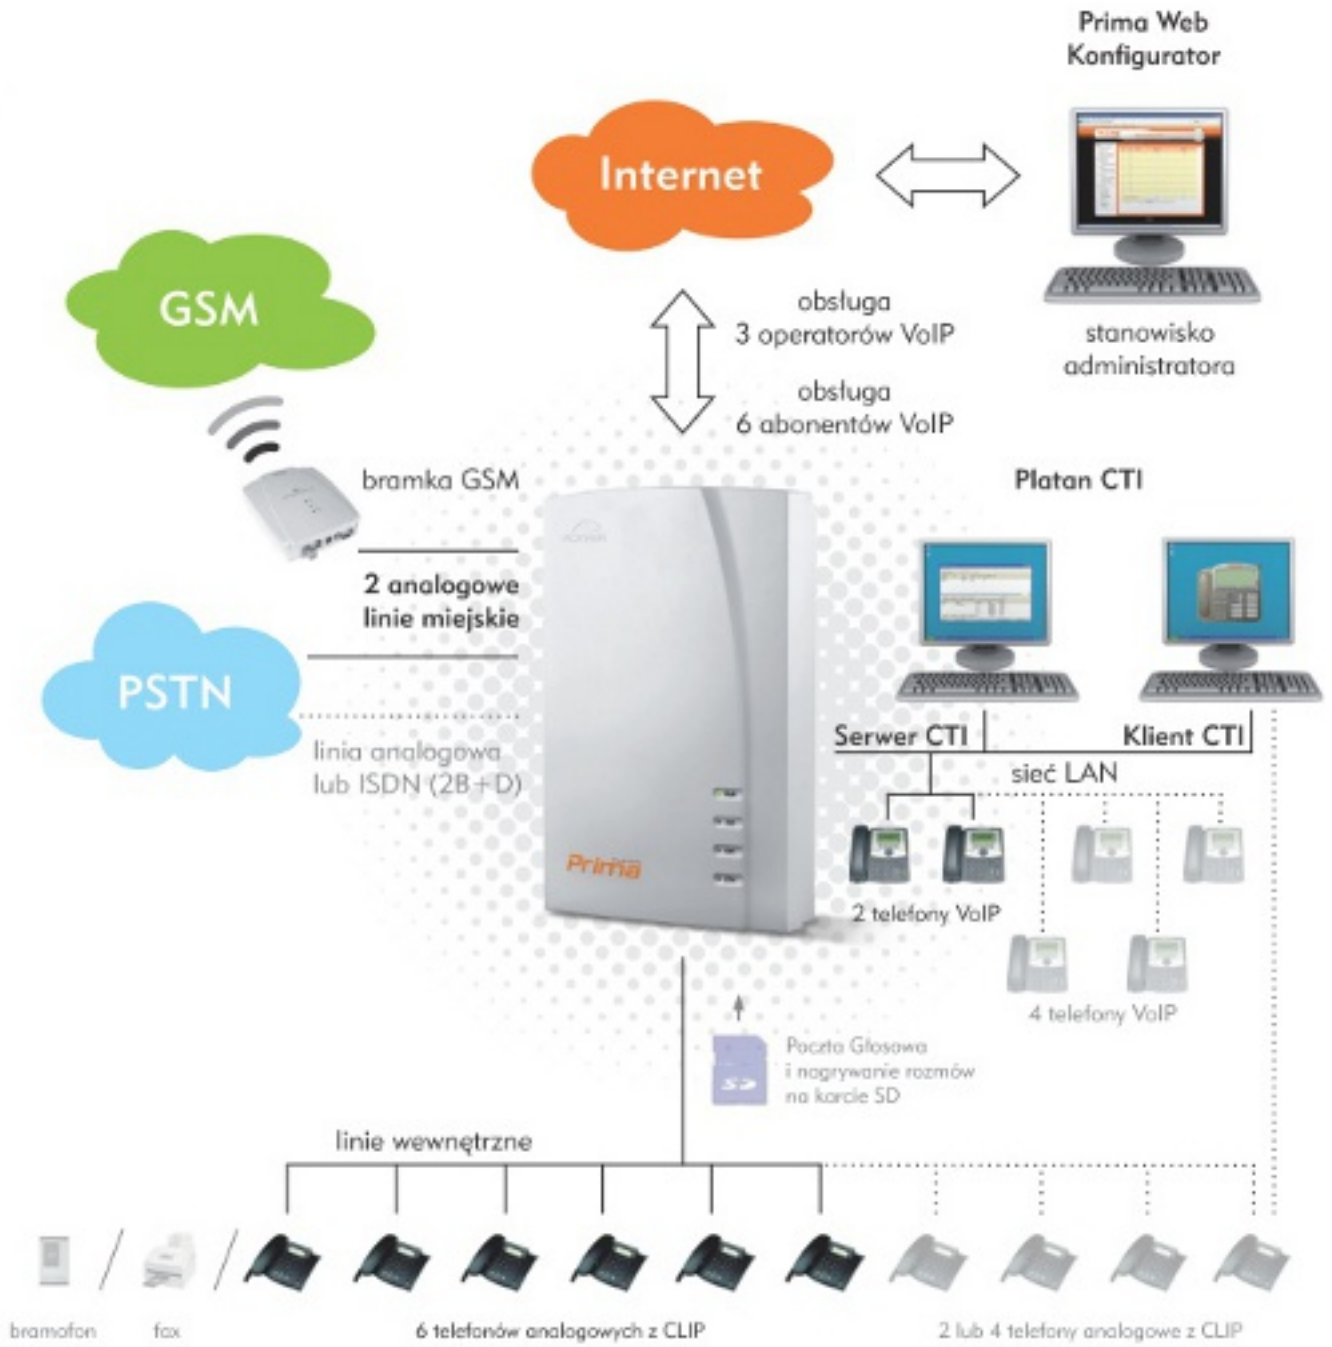 Prima Web
Konfigurator
Internet
GSM
obsługa
3 operatorów VoIP
stanowisko
administratora
obsługa
6 abonentów VoIP
bramka GSM
Platan CTI
2 analogowe
linie miejskie
PSTN
linia analogowa
lub ISDN (2B+D)
Serwer CTI
Klient CTI
sieć LAN
Prima
2 telefony VoIP
4 telefony VoIP
Poczta Głosowa
i nagrywanie rozmów
na karcie SD
SD
linie wewnętrzne
bramofon
fax
6 telefonów analogowych z CLIP
2 lub 4 telefony analogowe z CLIP